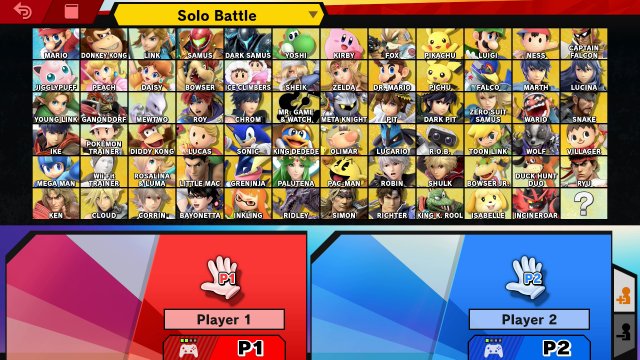 Solo Battle
MARIO DONKEY KONG LINK SAMUS DARK SAMUS YOSHI KIRBY FOX PIKACHU LUIGI NESS CAPTAIN FALCON
JIGGLYPUFF PEACH DAISY BOWSER ICE CLIMBERS SHEIK ZELDA DR. MARIO PICHU FALCO MARTH LUCINA
YOUNG LINK GANONDORF MEWTWO ROY CHROM MR. GAME & WATCH META KNIGHT PIT DARK PIT ZERO SUIT SAMUS WARIO SNAKE
IKE POKÉMON TRAINER DIDDY KONG LUCAS SONIC KING DEDEDE OLIMAR LUCARIO R.O.B. TOON LINK WOLF VILLAGER
MEGA MAN WII FIT TRAINER ROSALINA & LUMA LITTLE MAC GRENINJA PALUTENA PAC-MAN ROBIN SHULK BOWSER JR. DUCK HUNT DUO RYU
KEN CLOUD CORRIN BAYONETTA INKLING RIDLEY SIMON RICHTER KING K. ROOL ISABELLE INCINEROAR ?
P1 P2
Player 1 Player 2
P1 P2